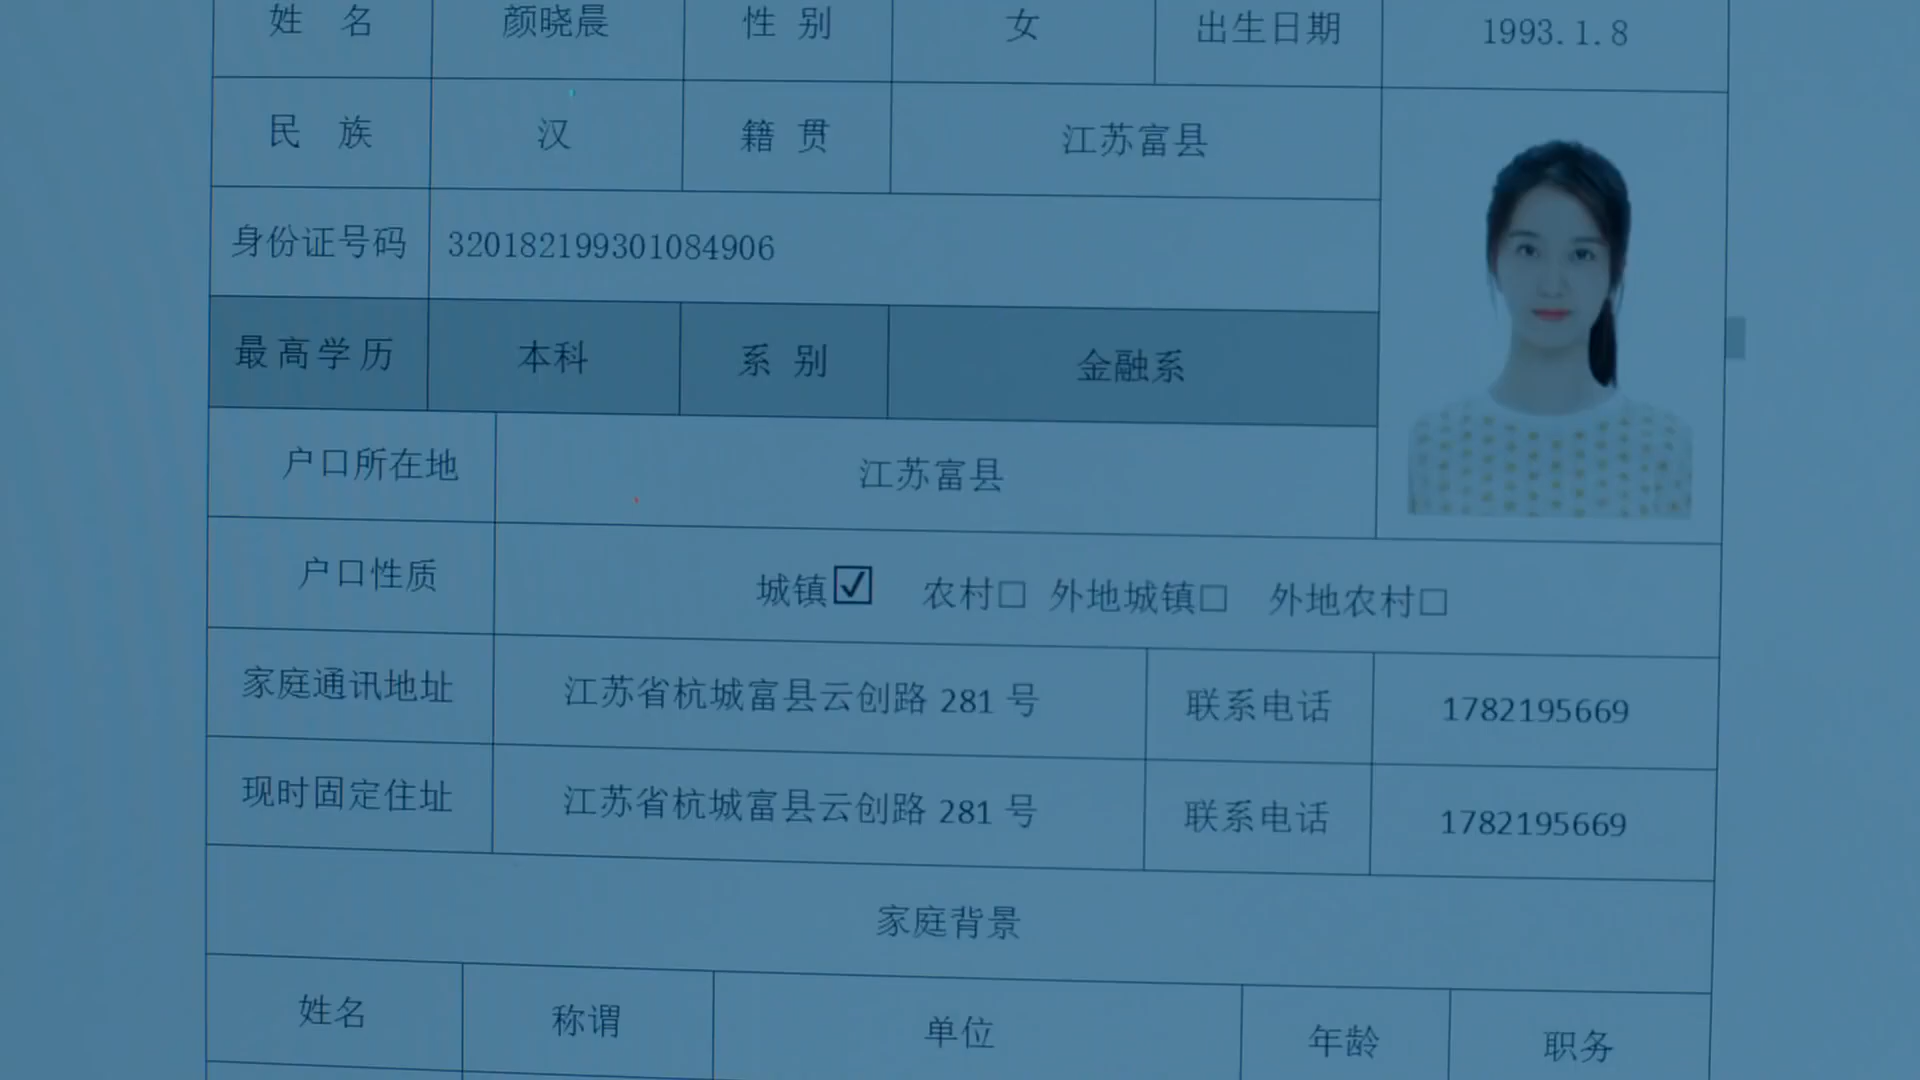 姓 名 颜晓晨 性 别 女 出生日期 1993.1.8
民 族 汉 籍 贯 江苏富县
身份证号码 320182199301084906
最高学历 本科 系 别 金融系
户口所在地 江苏富县
户口性质 城镇☑ 农村□ 外地城镇□ 外地农村□
家庭通讯地址 江苏省杭城富县云创路 281 号 联系电话 1782195669
现时固定住址 江苏省杭城富县云创路 281 号 联系电话 1782195669
家庭背景
姓名 称谓 单位 年龄 职务